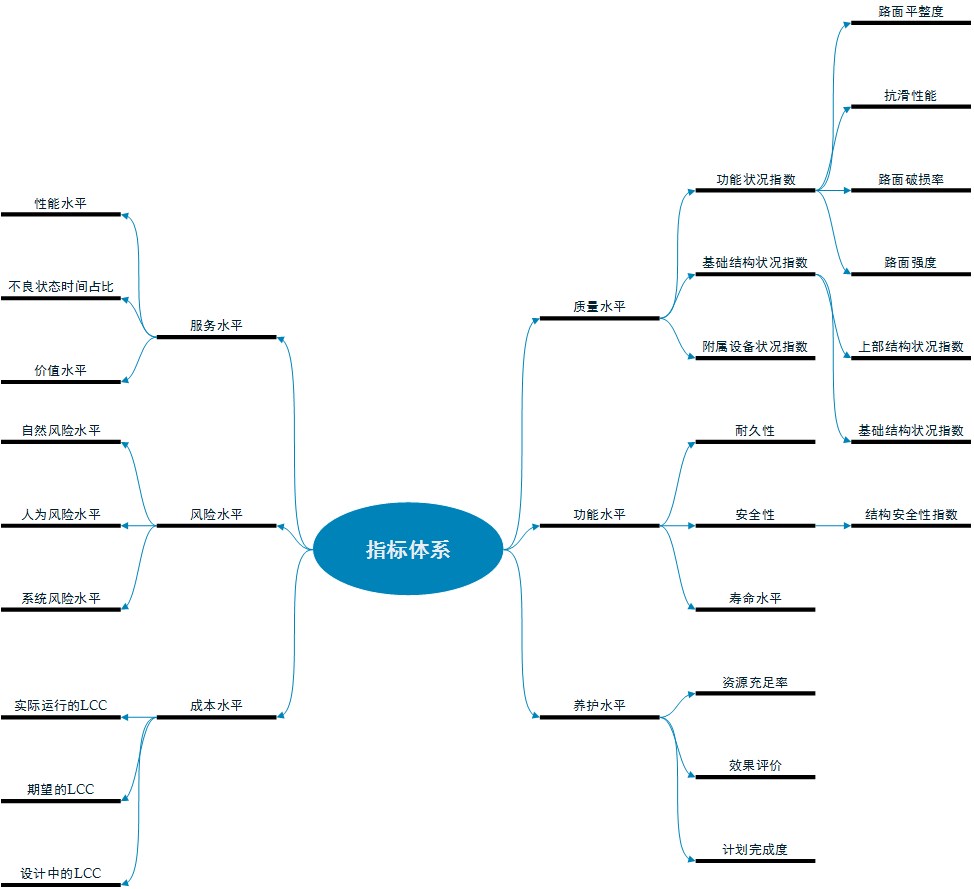 指标体系
质量水平
功能状况指数
路面平整度
抗滑性能
路面破损率
路面强度
基础结构状况指数
上部结构状况指数
基础结构状况指数
附属设备状况指数
功能水平
耐久性
安全性
结构安全性指数
寿命水平
养护水平
资源充足率
效果评价
计划完成度
服务水平
性能水平
不良状态时间占比
价值水平
风险水平
自然风险水平
人为风险水平
系统风险水平
成本水平
实际运行的LCC
期望的LCC
设计中的LCC